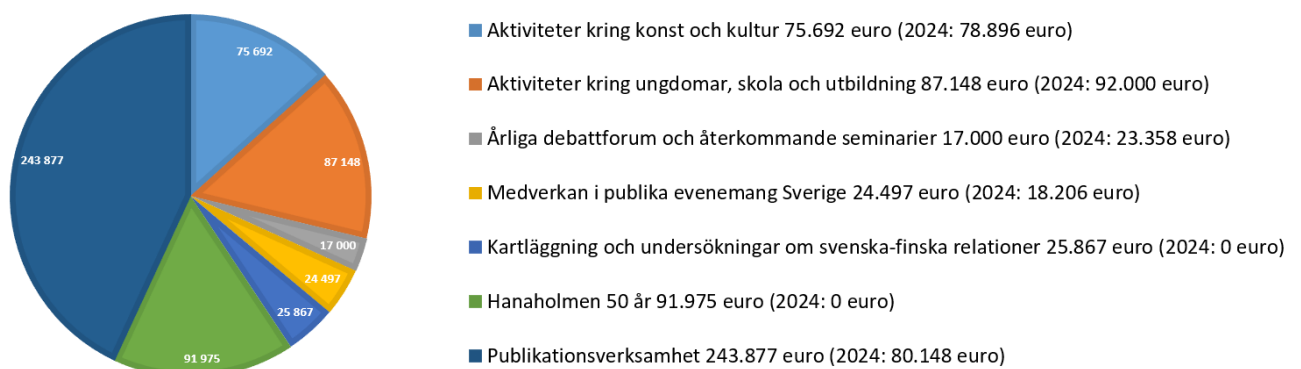 75 692
87 148
17 000
24 497
25 867
91 975
243 877
Aktiviteter kring konst och kultur 75.692 euro (2024: 78.896 euro)
Aktiviteter kring ungdomar, skola och utbildning 87.148 euro (2024: 92.000 euro)
Årliga debattforum och återkommande seminarier 17.000 euro (2024: 23.358 euro)
Medverkan i publika evenemang Sverige 24.497 euro (2024: 18.206 euro)
Kartläggning och undersökningar om svenska-finska relationer 25.867 euro (2024: 0 euro)
Hanaholmen 50 år 91.975 euro (2024: 0 euro)
Publikationsverksamhet 243.877 euro (2024: 80.148 euro)